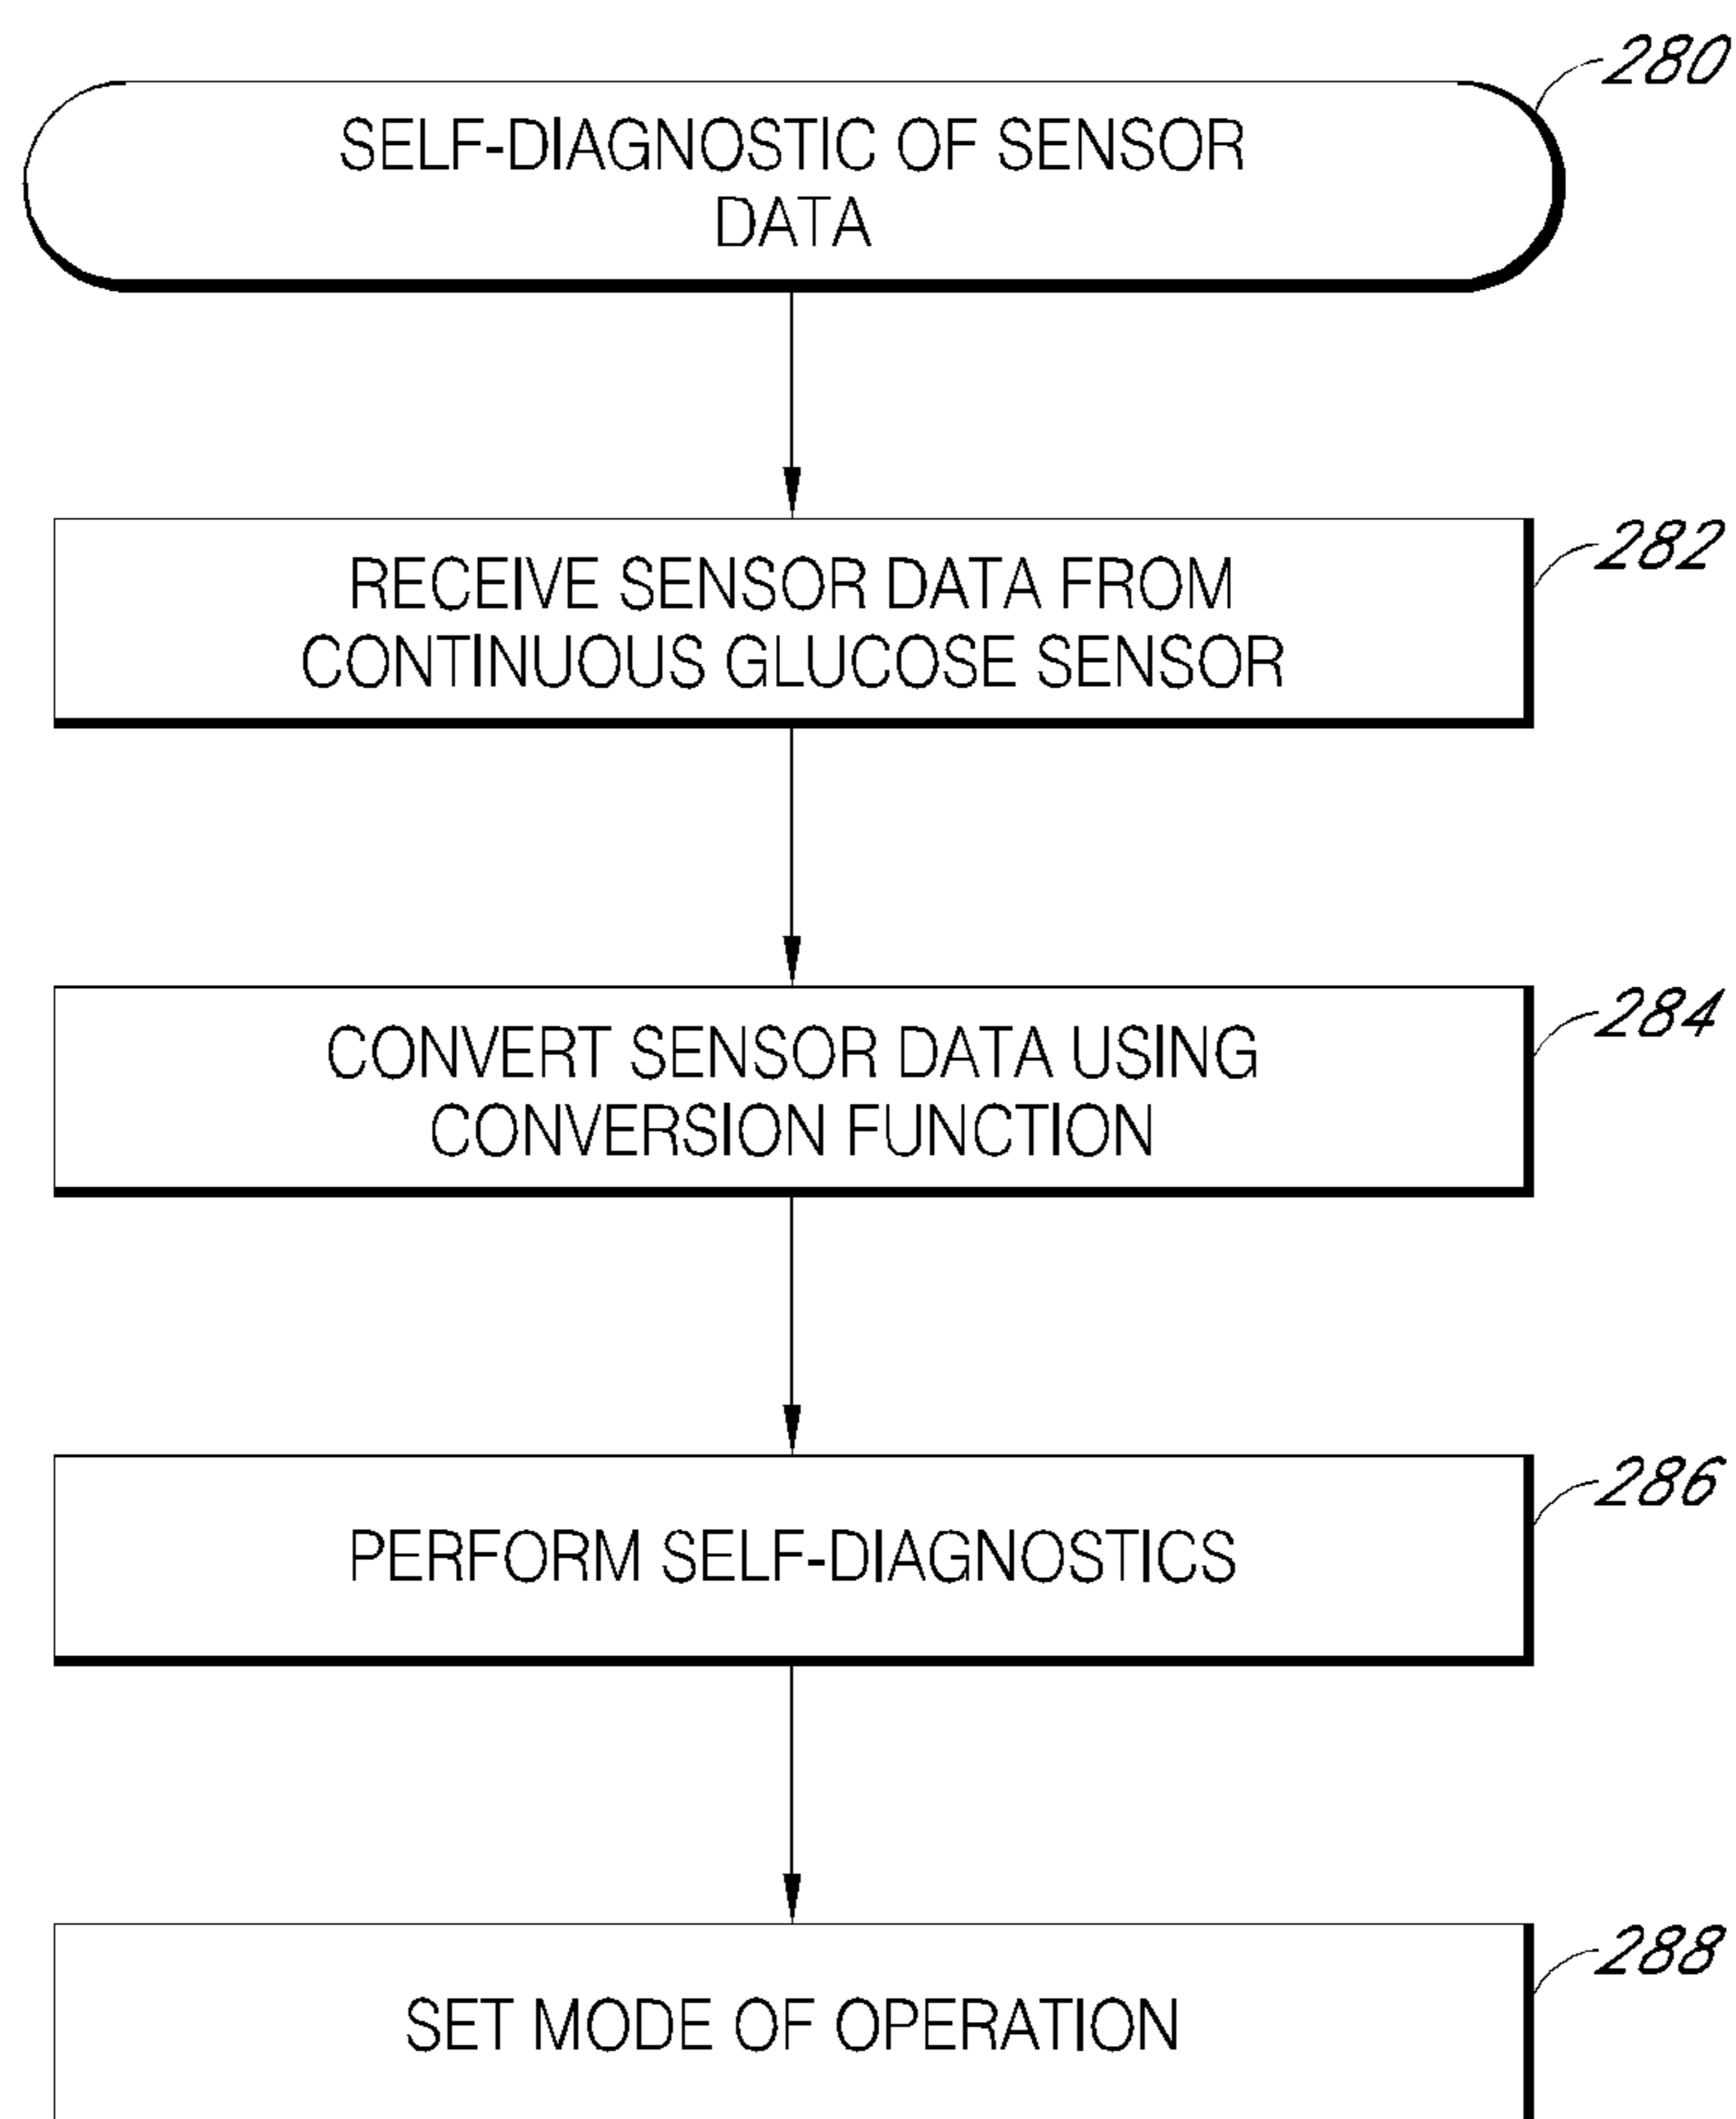 280
SELF-DIAGNOSTIC OF SENSOR
DATA
282
RECEIVE SENSOR DATA FROM
CONTINUOUS GLUCOSE SENSOR
284
CONVERT SENSOR DATA USING
CONVERSION FUNCTION
286
PERFORM SELF-DIAGNOSTICS
288
SET MODE OF OPERATION